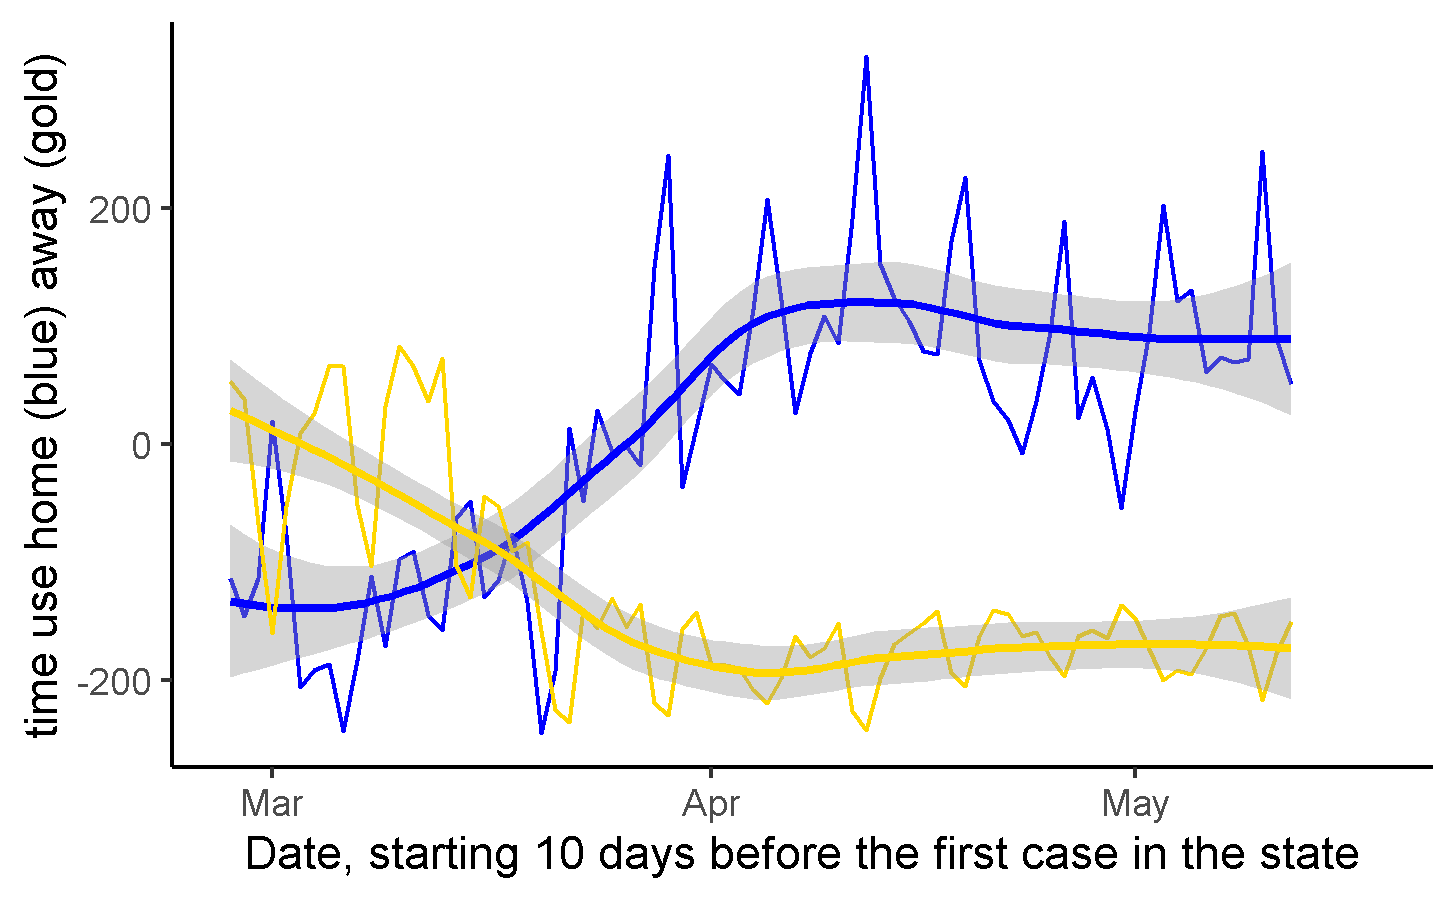 time use home (blue) away (gold)
200
0
-200
Mar
Apr
May
Date, starting 10 days before the first case in the state